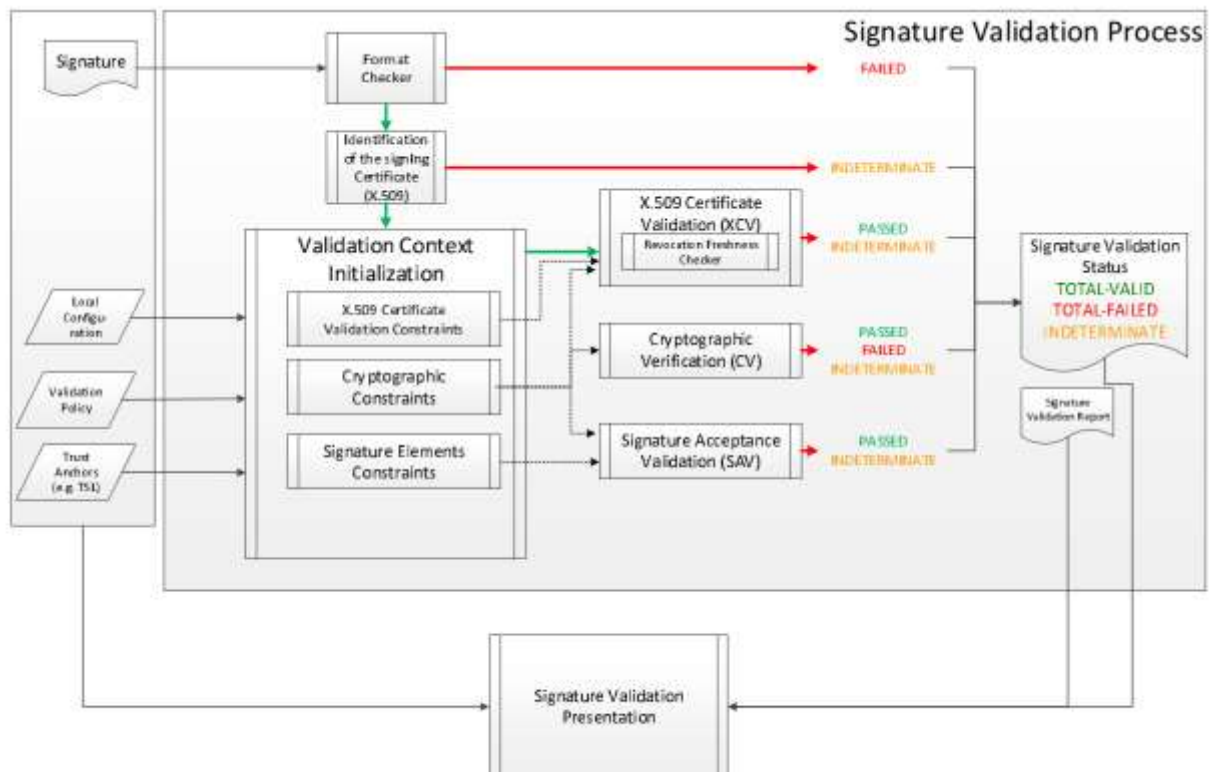 Signature Validation Process
Signature
Format
Checker
FAILED
Identification
of the signing
Certificate
(X.509)
INDETERMINATE
X.509 Certificate
Validation (XCV)
Revocation Freshness
Checker
PASSED
INDETERMINATE
Validation Context
Initialization
X.509 Certificate
Validation Constraints
Cryptographic
Constraints
Signature Elements
Constraints
Local
Configu-
ration
Validation
Policy
Trust
Anchors
(e.g. TSL)
Cryptographic
Verification (CV)
PASSED
FAILED
INDETERMINATE
Signature Acceptance
Validation (SAV)
PASSED
INDETERMINATE
Signature Validation
Status
TOTAL-VALID
TOTAL-FAILED
INDETERMINATE
Signature
Validation Report
Signature Validation
Presentation